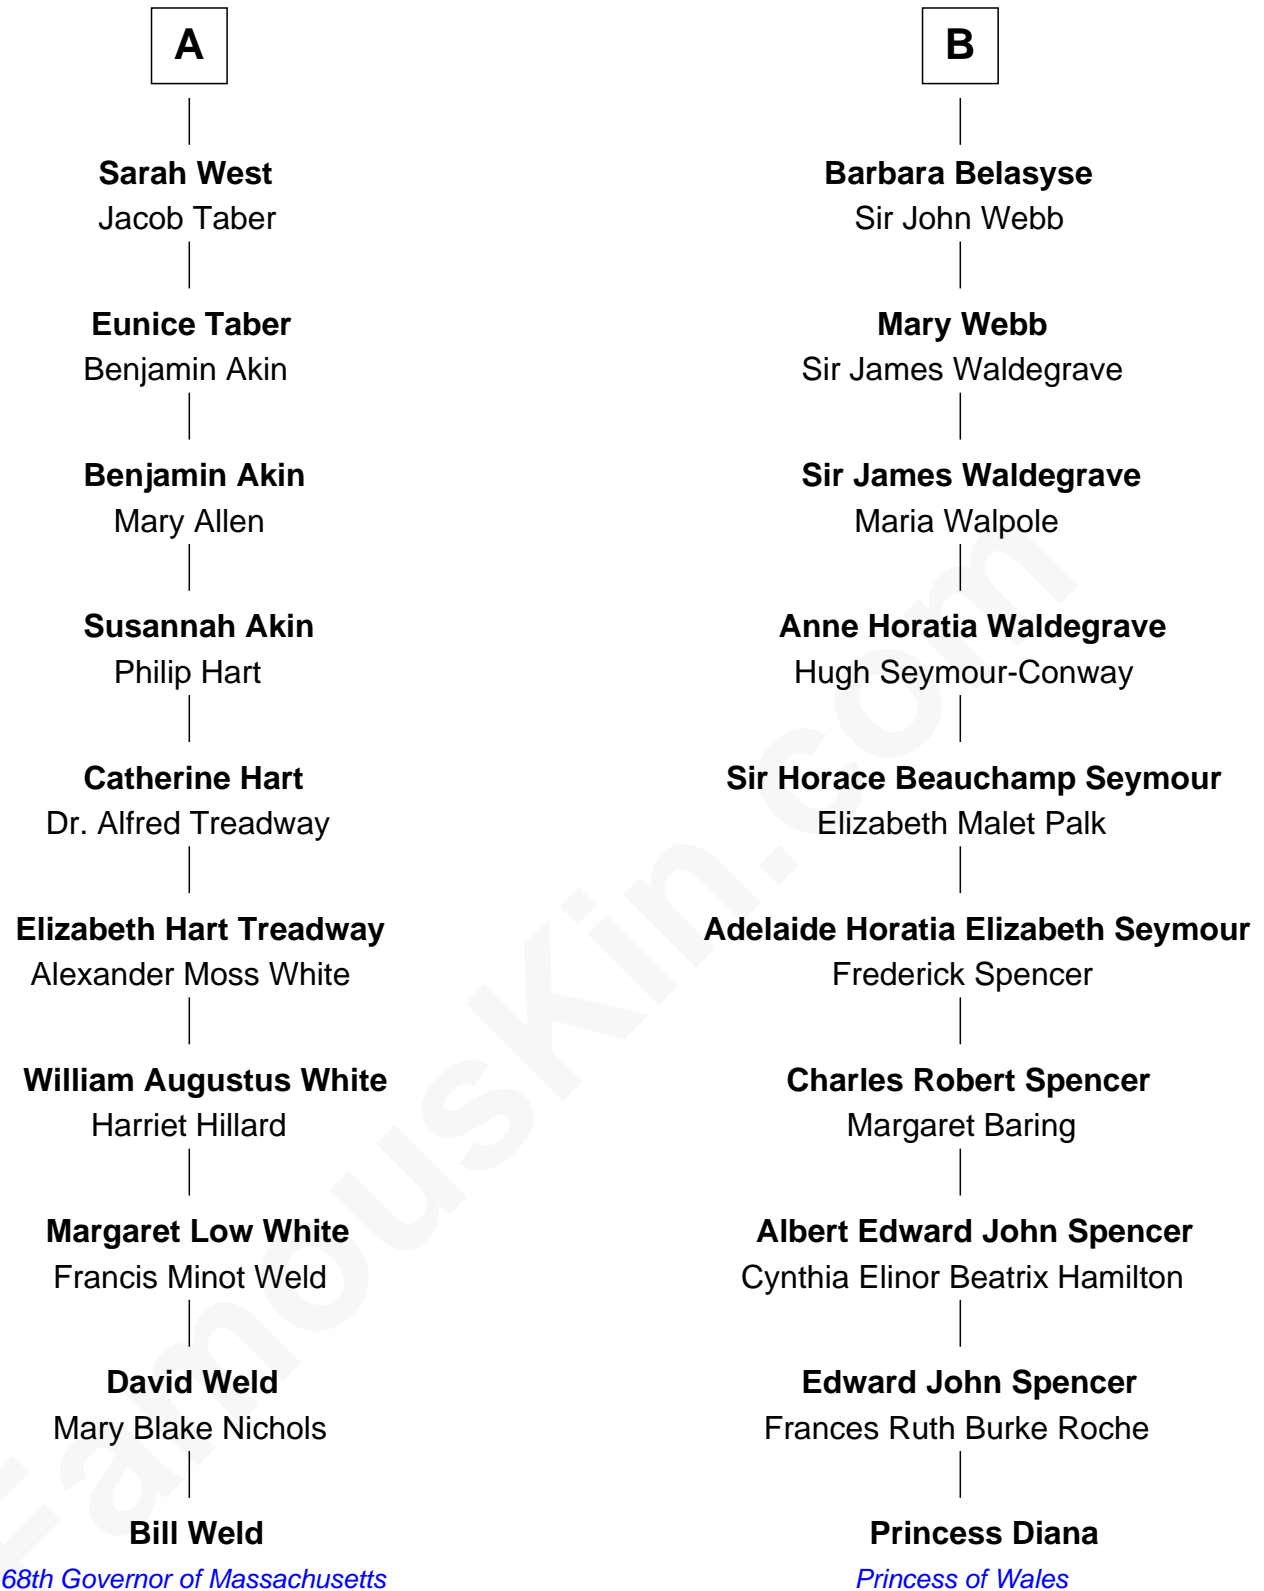 A
Sarah West
Jacob Taber
Eunice Taber
Benjamin Akin
Benjamin Akin
Mary Allen
Susannah Akin
Philip Hart
Catherine Hart
Dr. Alfred Treadway
Elizabeth Hart Treadway
Alexander Moss White
William Augustus White
Harriet Hillard
Margaret Low White
Francis Minot Weld
David Weld
Mary Blake Nichols
Bill Weld
68th Governor of Massachusetts
B
Barbara Belasyse
Sir John Webb
Mary Webb
Sir James Waldegrave
Sir James Waldegrave
Maria Walpole
Anne Horatia Waldegrave
Hugh Seymour-Conway
Sir Horace Beauchamp Seymour
Elizabeth Malet Palk
Adelaide Horatia Elizabeth Seymour
Frederick Spencer
Charles Robert Spencer
Margaret Baring
Albert Edward John Spencer
Cynthia Elinor Beatrix Hamilton
Edward John Spencer
Frances Ruth Burke Roche
Princess Diana
Princess of Wales
FamousKin.com